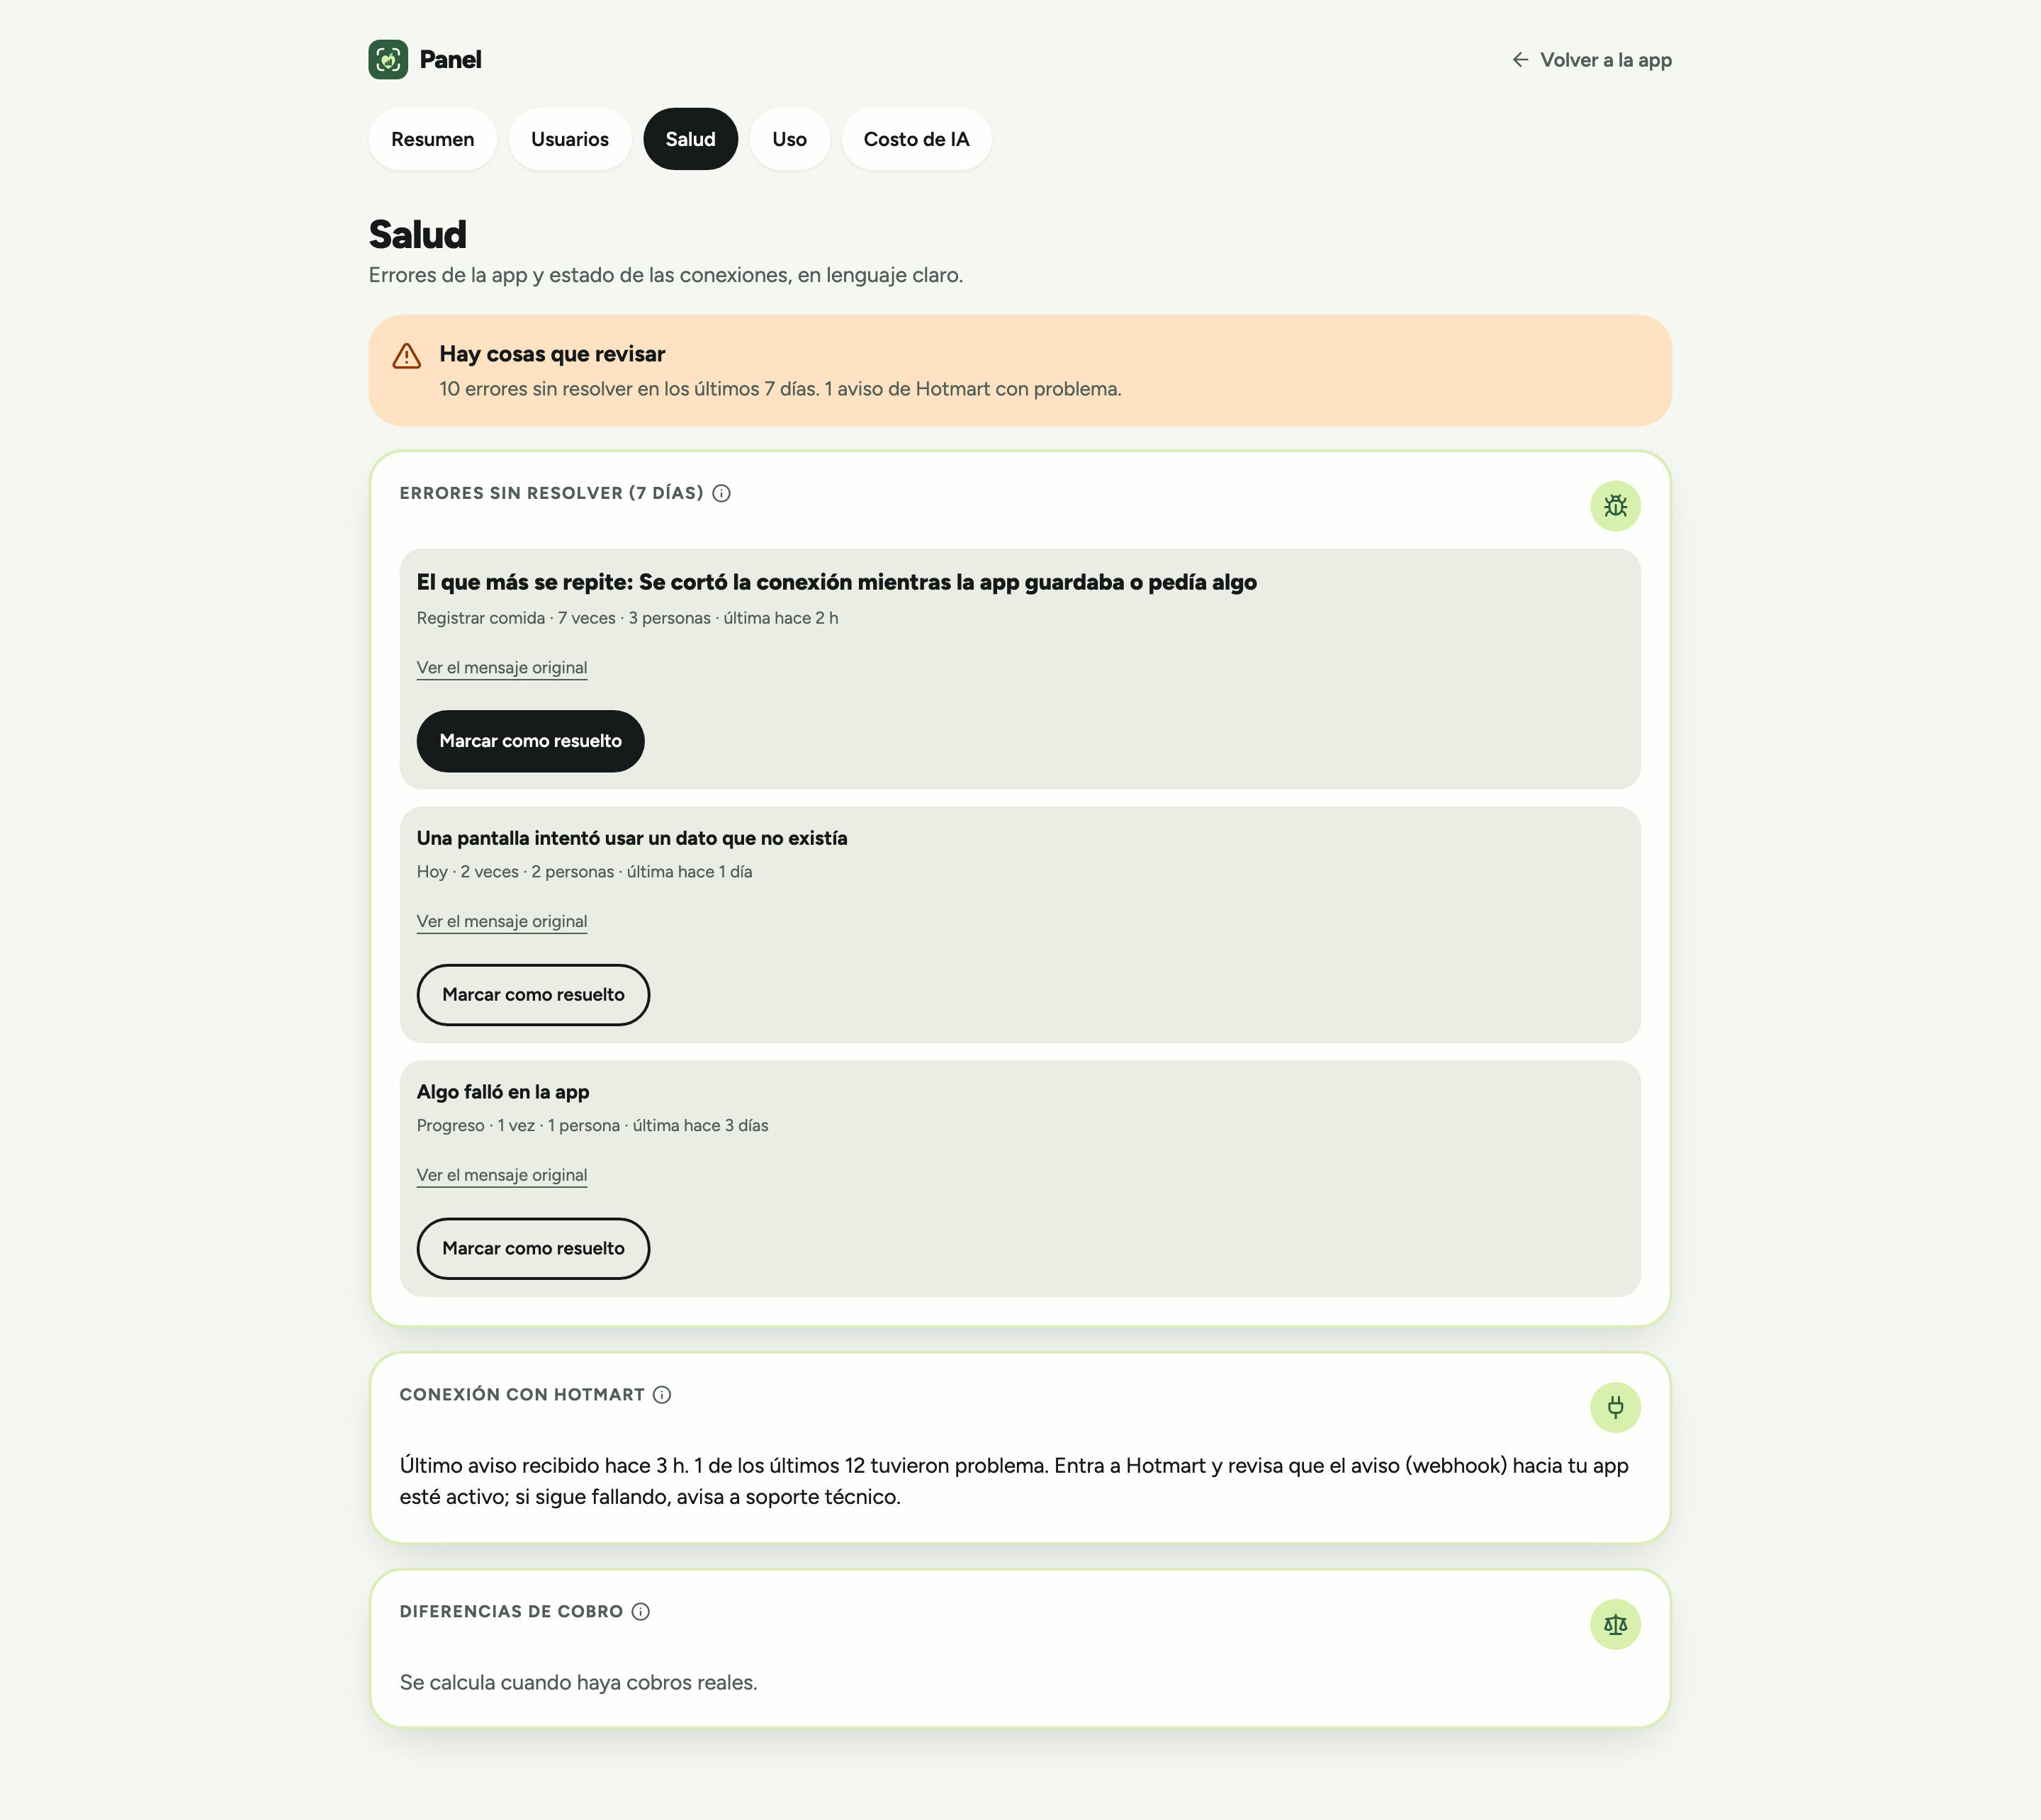 Panel
Volver a la app
Resumen
Usuarios
Salud
Uso
Costo de IA
Salud
Errores de la app y estado de las conexiones, en lenguaje claro.
Hay cosas que revisar
10 errores sin resolver en los últimos 7 días. 1 aviso de Hotmart con problema.
ERRORES SIN RESOLVER (7 DÍAS)
El que más se repite: Se cortó la conexión mientras la app guardaba o pedía algo
Registrar comida · 7 veces · 3 personas · última hace 2 h
Ver el mensaje original
Marcar como resuelto
Una pantalla intentó usar un dato que no existía
Hoy · 2 veces · 2 personas · última hace 1 día
Ver el mensaje original
Marcar como resuelto
Algo falló en la app
Progreso · 1 vez · 1 persona · última hace 3 días
Ver el mensaje original
Marcar como resuelto
CONEXIÓN CON HOTMART
Último aviso recibido hace 3 h. 1 de los últimos 12 tuvieron problema. Entra a Hotmart y revisa que el aviso (webhook) hacia tu app
esté activo; si sigue fallando, avisa a soporte técnico.
DIFERENCIAS DE COBRO
Se calcula cuando haya cobros reales.